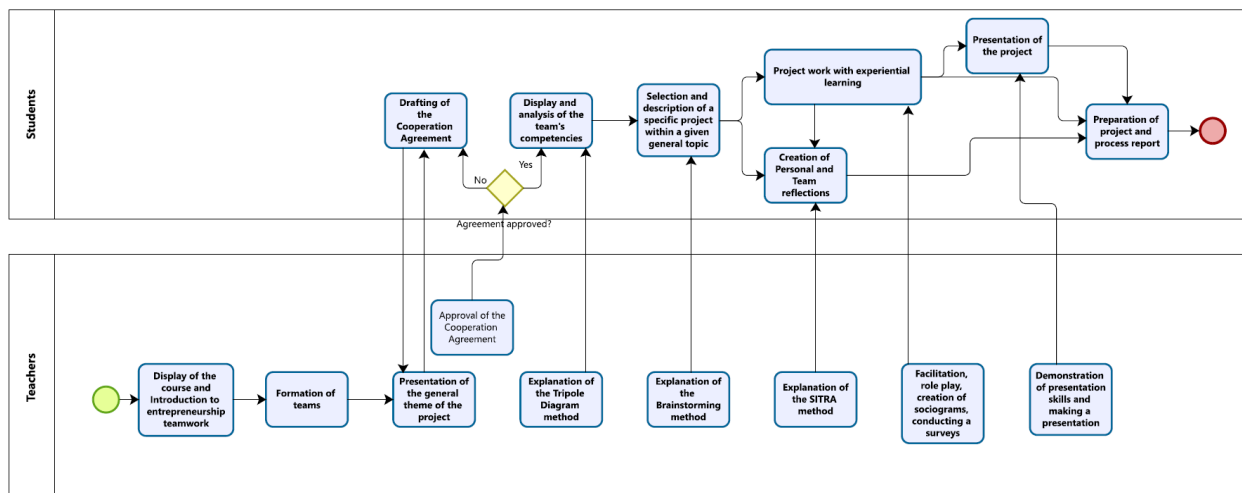 Students
Drafting of
the
Cooperation
Agreement
Display and
analysis of the
team's
competencies
Selection and
description of a
specific project
within a given
general topic
Project work with experiential
learning
Presentation of
the project
Creation of
Personal and
Team
reflections
Preparation of
project and
process report
No
Yes
Agreement approved?
Teachers
Approval of the
Cooperation
Agreement
Display of the
course and
Introduction to
entrepreneurship
teamwork
Formation of
teams
Presentation of
the general
theme of the
project
Explanation of
the Tripole
Diagram
method
Explanation of
the
Brainstorming
method
Explanation of
the SITRA
method
Facilitation,
role play,
creation of
sociograms,
conducting a
surveys
Demonstration
of presentation
skills and
making a
presentation